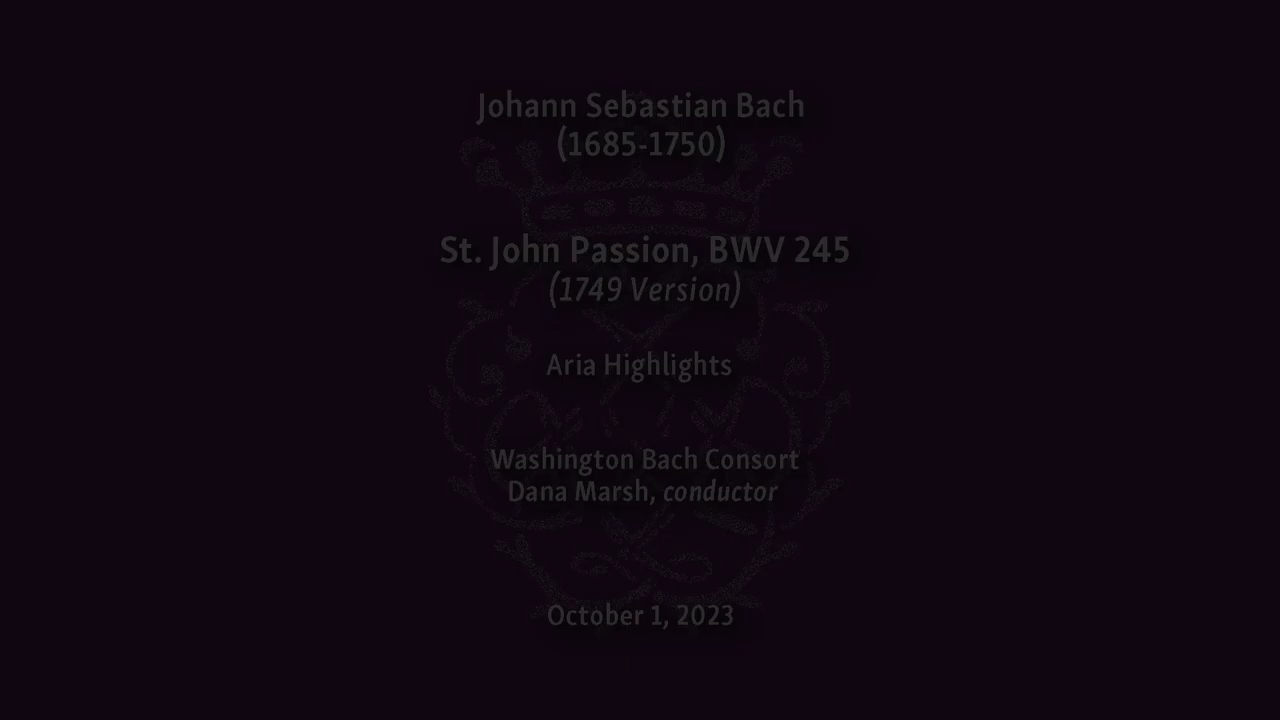 Johann Sebastian Bach
(1685-1750)
St. John Passion, BWV 245
(1749 Version)
Aria Highlights
Washington Bach Consort
Dana Marsh, conductor
October 1, 2023